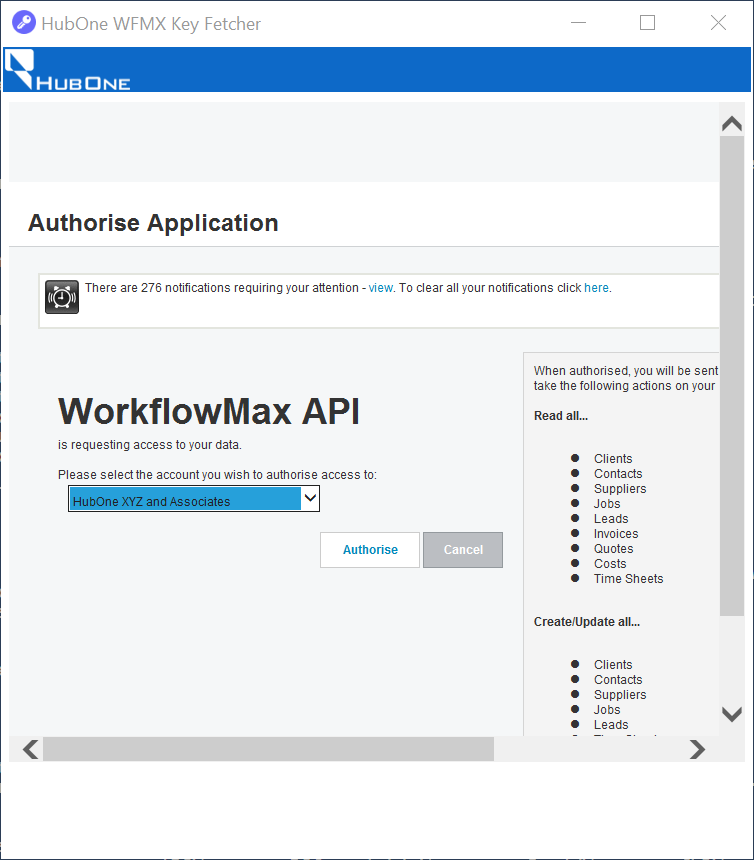 HubOne WFMX Key Fetcher
HUBONE
Authorise Application
There are 276 notifications requiring your attention - view. To clear all your notifications click here.
WorkflowMax API
is requesting access to your data.
Please select the account you wish to authorise access to:
HubOne XYZ and Associates
Authorise
Cancel
When authorised, you will be sent
take the following actions on your
Read all...
Clients
Contacts
Suppliers
Jobs
Leads
Invoices
Quotes
Costs
Time Sheets
Create/Update all...
Clients
Contacts
Suppliers
Jobs
Leads